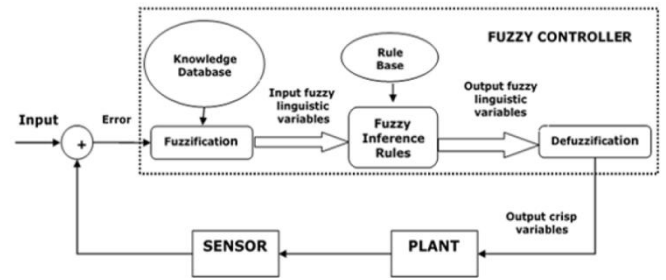 FUZZY CONTROLLER
Knowledge
Database
Rule
Base
Input fuzzy
linguistic
variables
Output fuzzy
linguistic
variables
Input
Error
+
Fuzzification
Fuzzy
Inference
Rules
Defuzzification
Output crisp
variables
SENSOR
PLANT